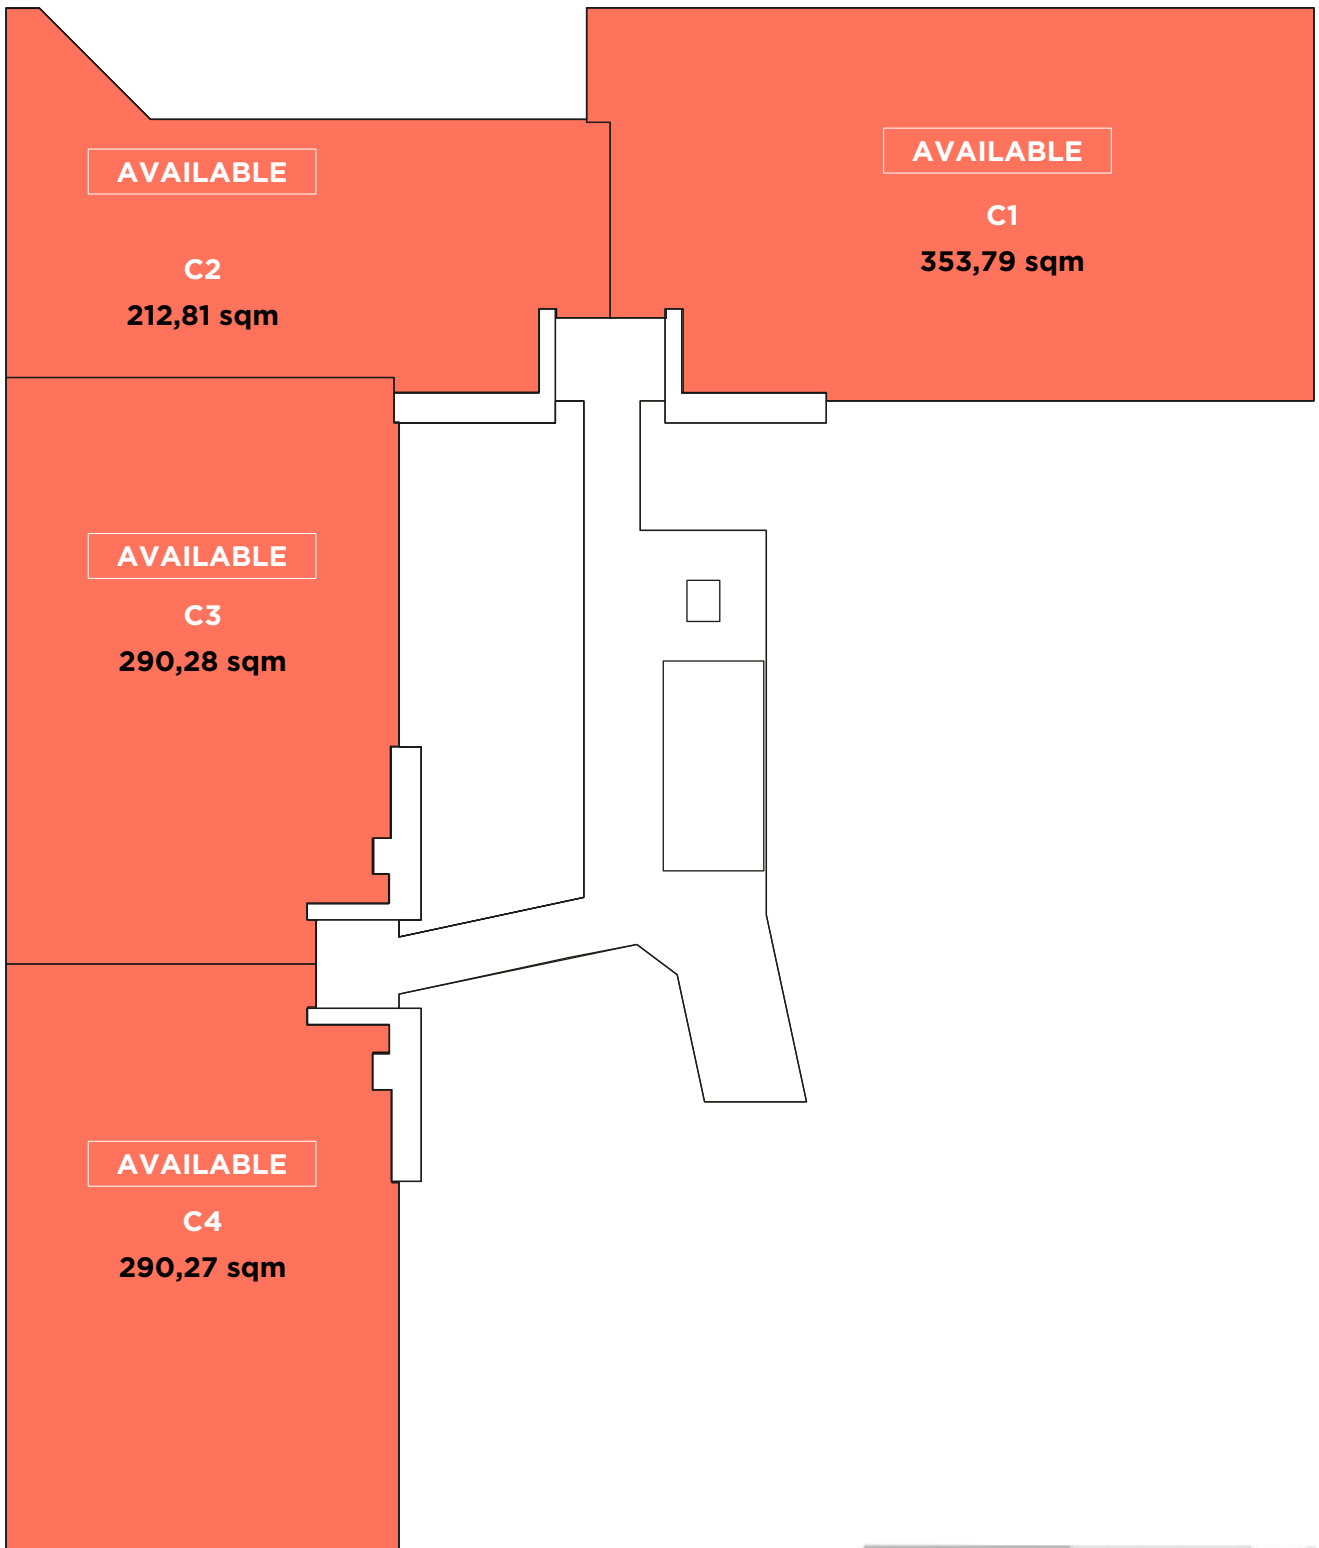 AVAILABLE
C1
353,79 sqm
AVAILABLE
C2
212,81 sqm
AVAILABLE
C3
290,28 sqm
AVAILABLE
C4
290,27 sqm